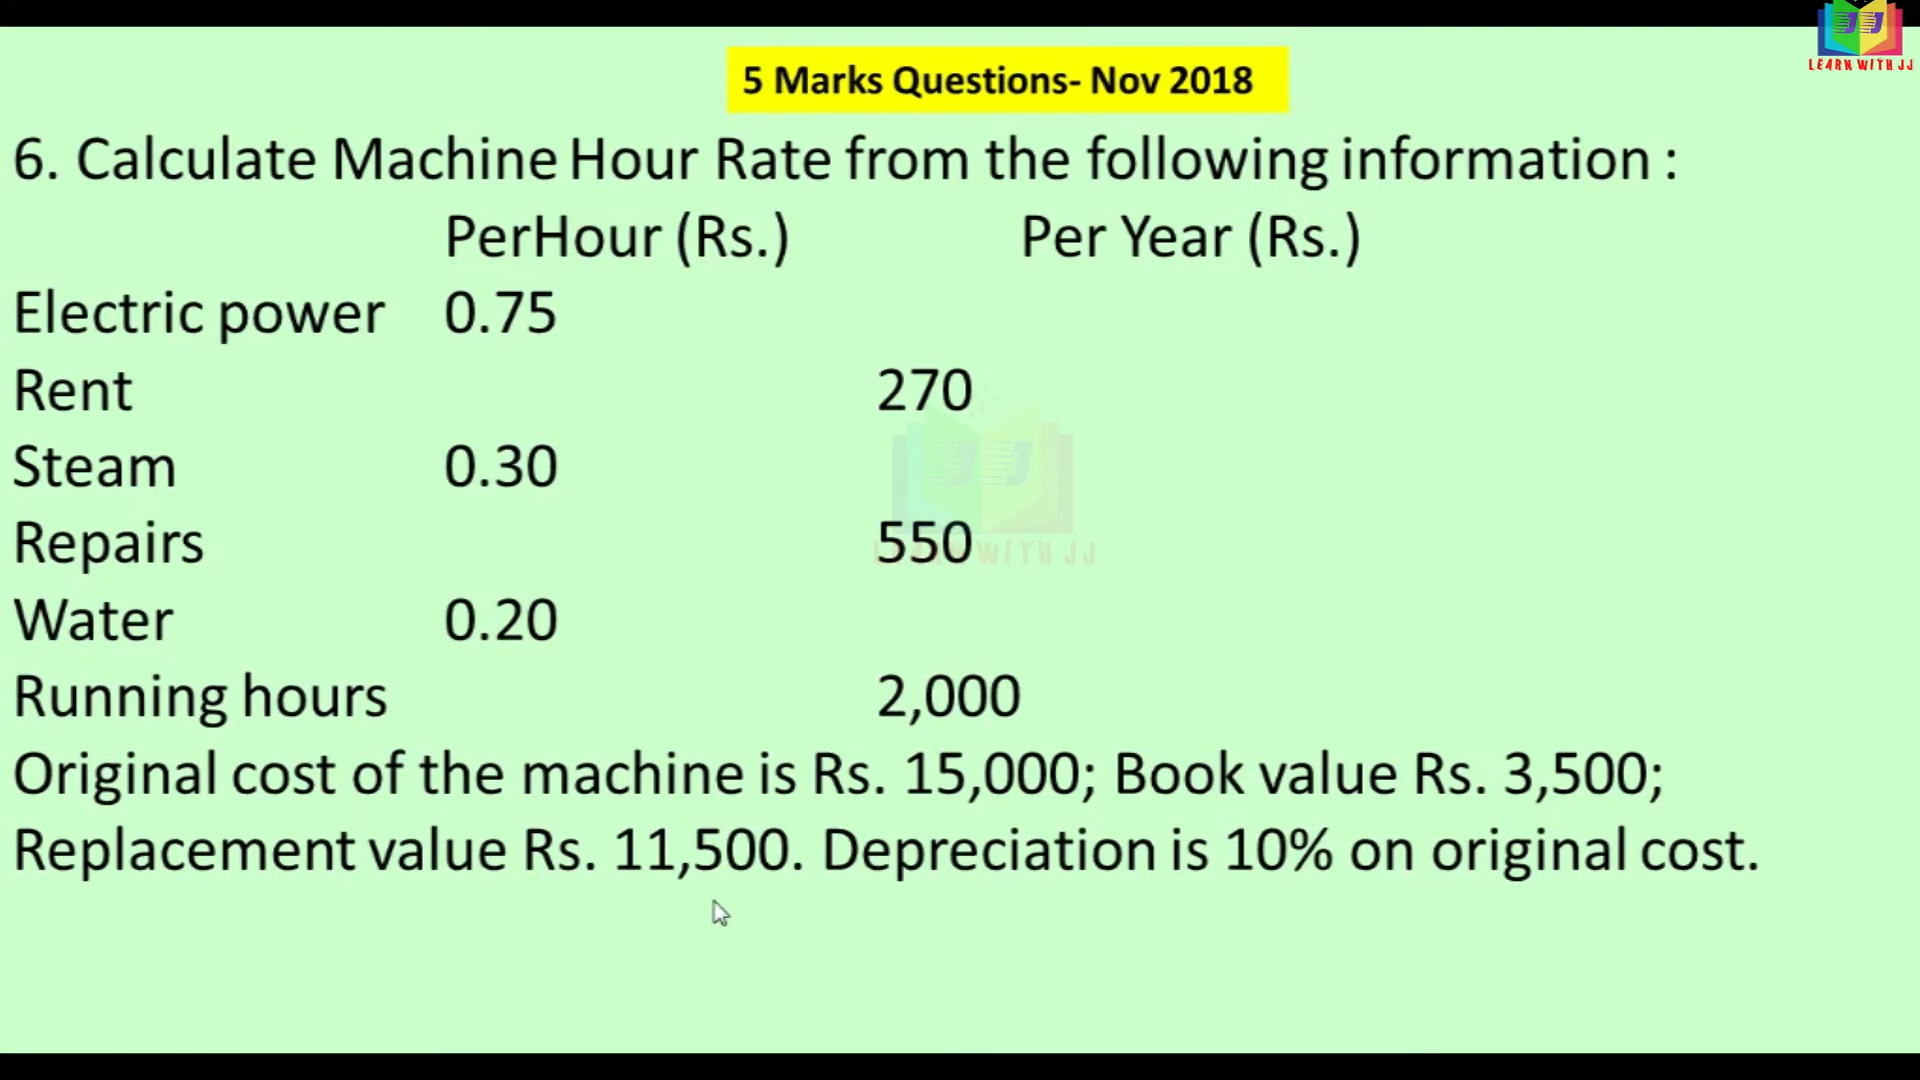 LEARN WITH JJ
5 Marks Questions- Nov 2018
6. Calculate Machine Hour Rate from the following information :
PerHour (Rs.) Per Year (Rs.)
Electric power 0.75
Rent 270
Steam 0.30
Repairs 550
LEARN WITH JJ
Water 0.20
Running hours 2,000
Original cost of the machine is Rs. 15,000; Book value Rs. 3,500;
Replacement value Rs. 11,500. Depreciation is 10% on original cost.